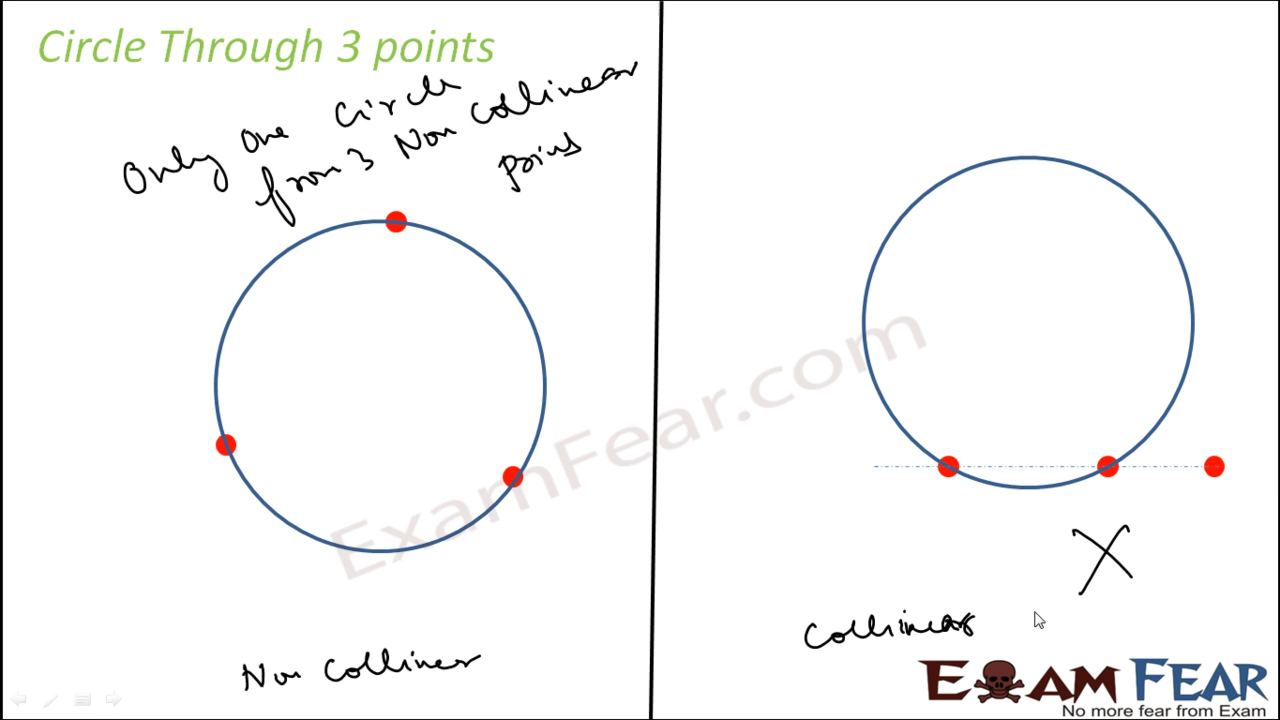 Circle Through 3 points
Only One Circle
from 3 Non Collinear
points
ExamFear.com
Non Collinear
Collinear
EXAM FEAR
No more fear from Exam